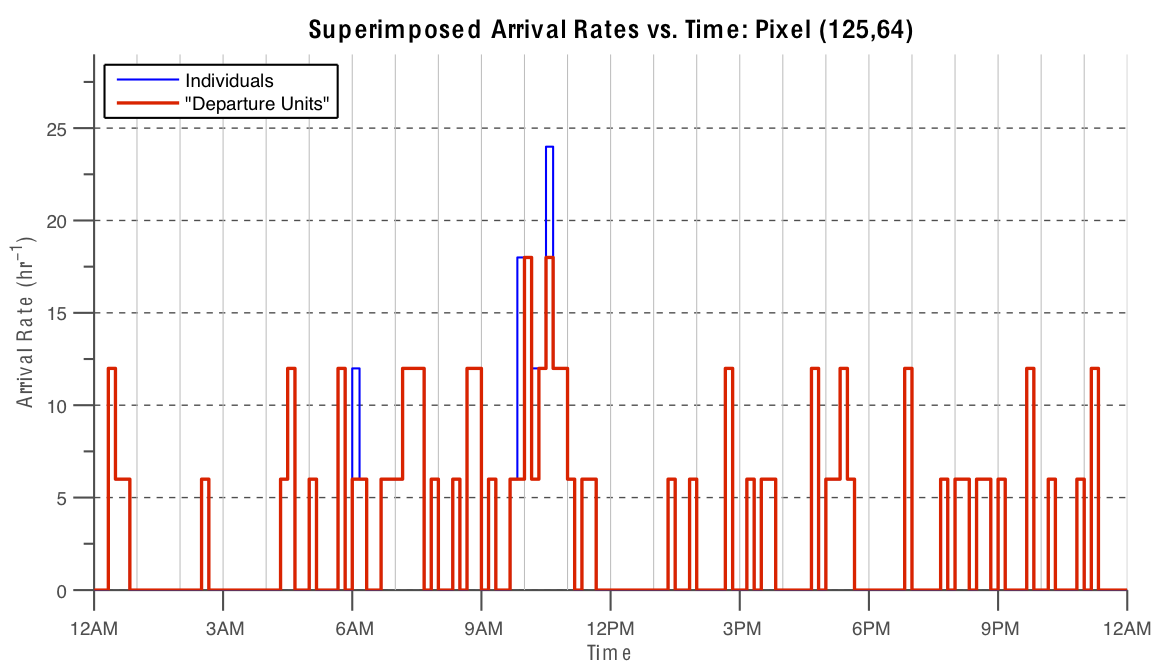 Superimposed Arrival Rates vs. Time: Pixel (125,64)
Individuals
"Departure Units"
25
20
15
10
5
0
Arrival Rate (hr⁻¹)
12AM 3AM 6AM 9AM 12PM 3PM 6PM 9PM 12AM
Time